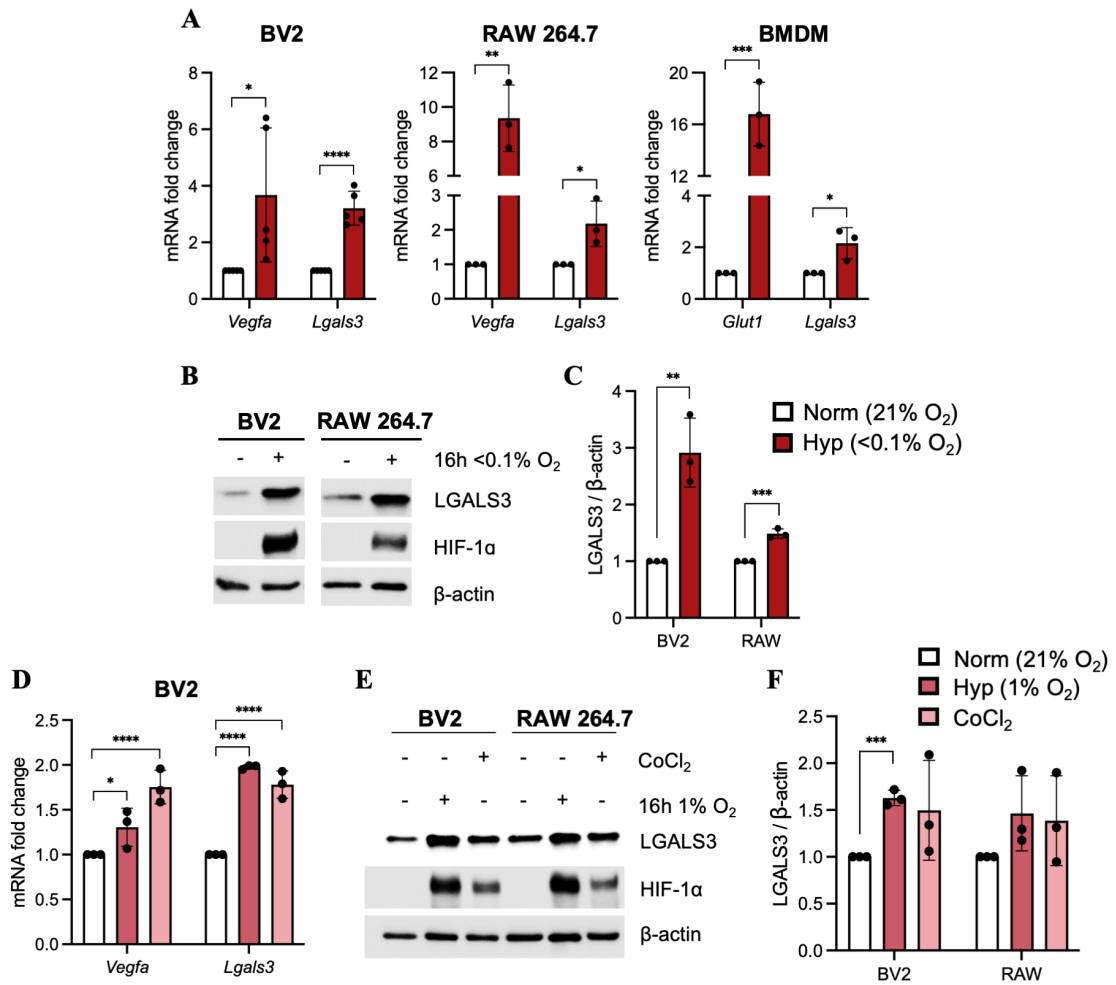 A
BV2
RAW 264.7
BMDM
mRNA fold change
8
6
4
2
0
*
****
Vegfa
Lgals3
mRNA fold change
12
10
8
6
3
2
1
0
**
*
Vegfa
Lgals3
mRNA fold change
20
16
12
4
2
0
***
*
Glut1
Lgals3
B
BV2
RAW 264.7
- + - + 16h <0.1% O₂
LGALS3
HIF-1α
β-actin
C
LGALS3 / β-actin
4
3
2
1
0
**
***
BV2
RAW
Norm (21% O₂)
Hyp (<0.1% O₂)
D
BV2
mRNA fold change
2.5
2.0
1.5
1.0
0.5
0.0
****
*
****
****
Vegfa
Lgals3
E
BV2
RAW 264.7
- - + - - + CoCl₂
- + - - + - 16h 1% O₂
LGALS3
HIF-1α
β-actin
F
Norm (21% O₂)
Hyp (1% O₂)
CoCl₂
LGALS3 / β-actin
2.5
2.0
1.5
1.0
0.5
0.0
***
BV2
RAW